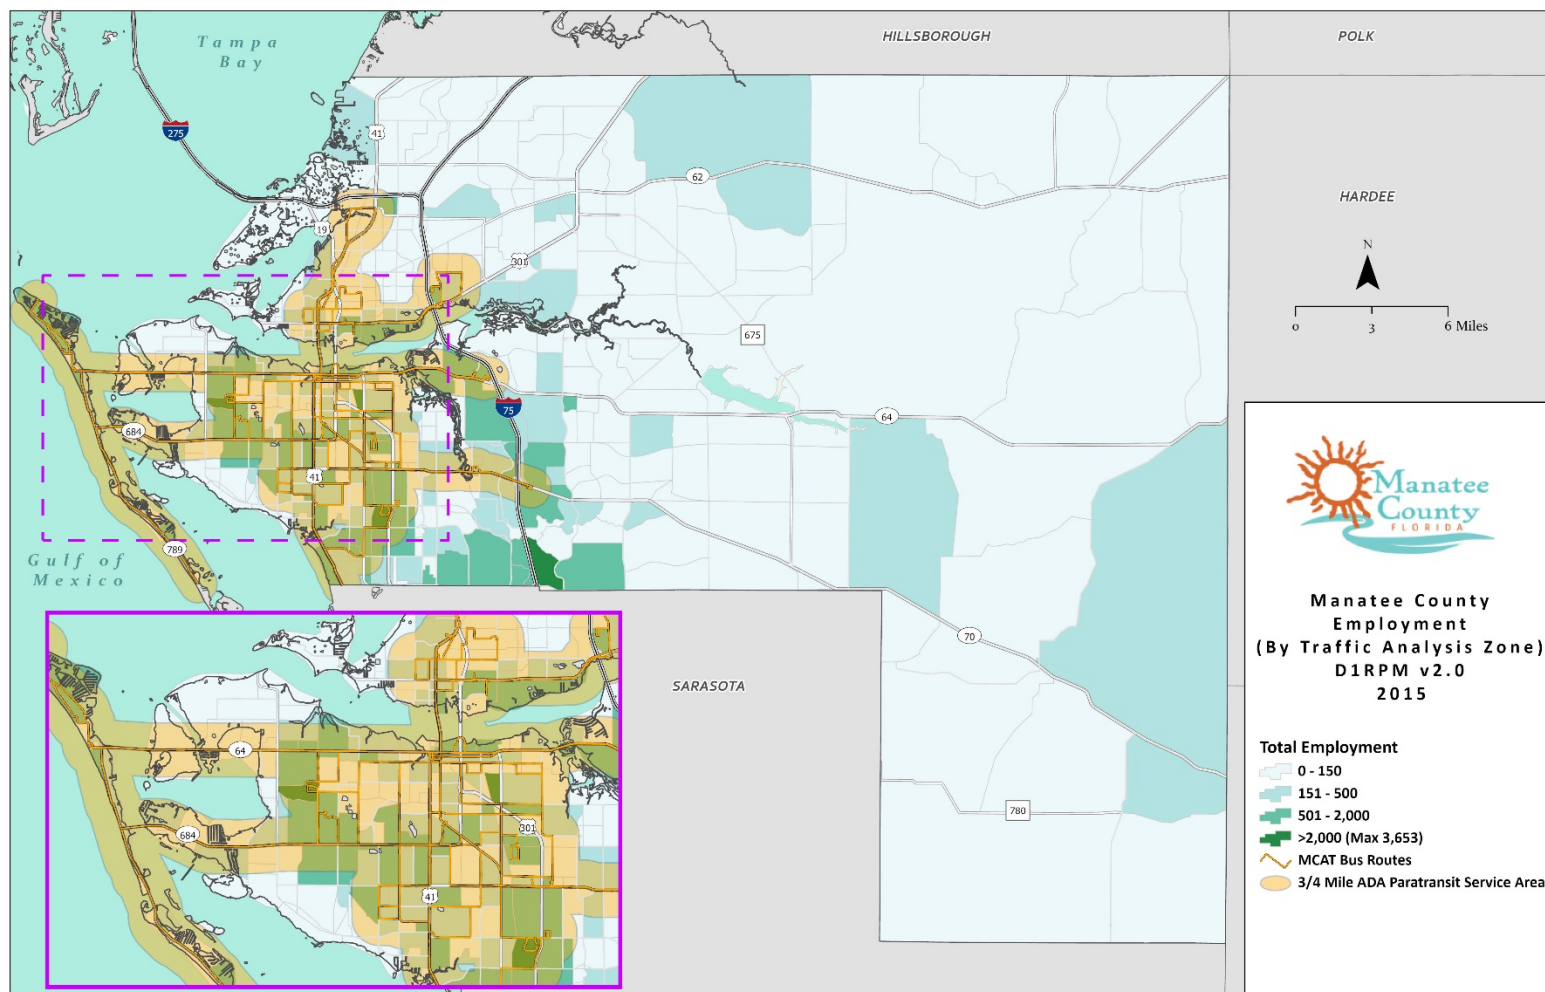 Tampa
Bay
HILLSBOROUGH
POLK
275
41
62
HARDEE
19
N
301
0
3
6 Miles
675
75
64
684
41
Manatee
County
FLORIDA
789
Gulf of
Mexico
Manatee County
Employment
(By Traffic Analysis Zone)
D1RPM v2.0
2015
70
SARASOTA
64
684
301
41
780
Total Employment
0 - 150
151 - 500
501 - 2,000
>2,000 (Max 3,653)
MCAT Bus Routes
3/4 Mile ADA Paratransit Service Area